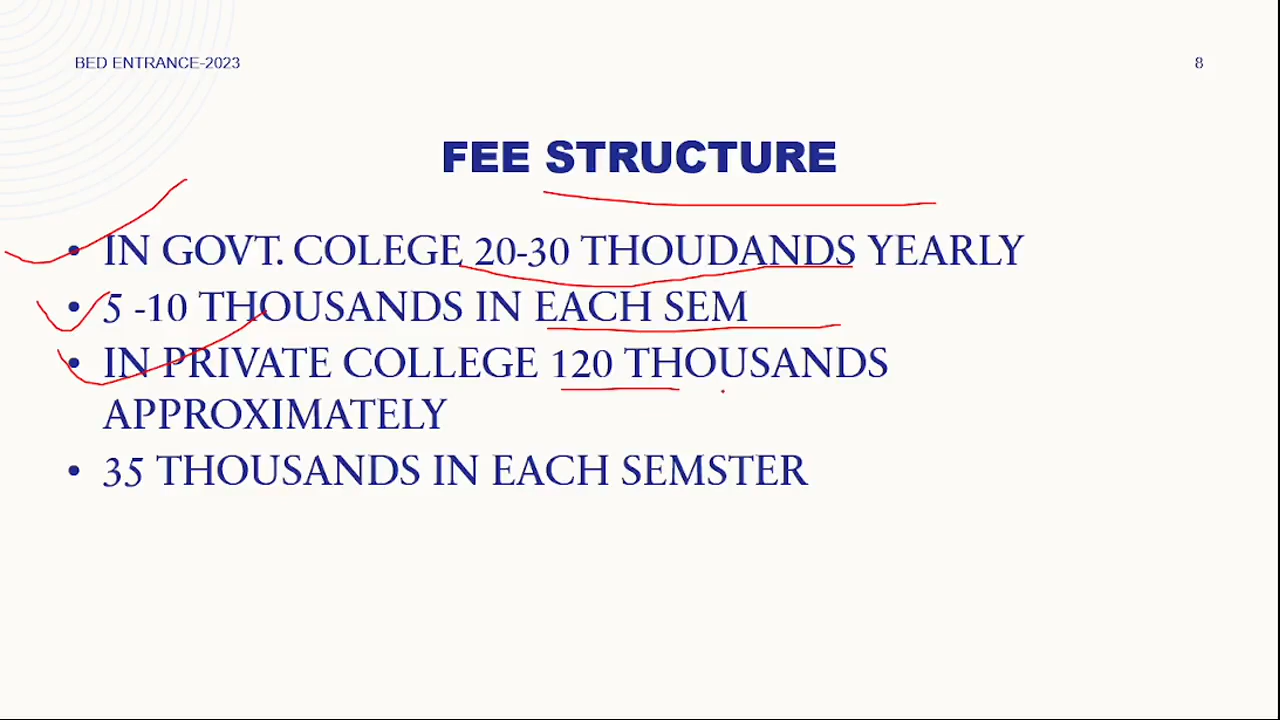 BED ENTRANCE-2023
8
FEE STRUCTURE
• IN GOVT. COLEGE 20-30 THOUDANDS YEARLY
• 5 -10 THOUSANDS IN EACH SEM
• IN PRIVATE COLLEGE 120 THOUSANDS
APPROXIMATELY
• 35 THOUSANDS IN EACH SEMSTER